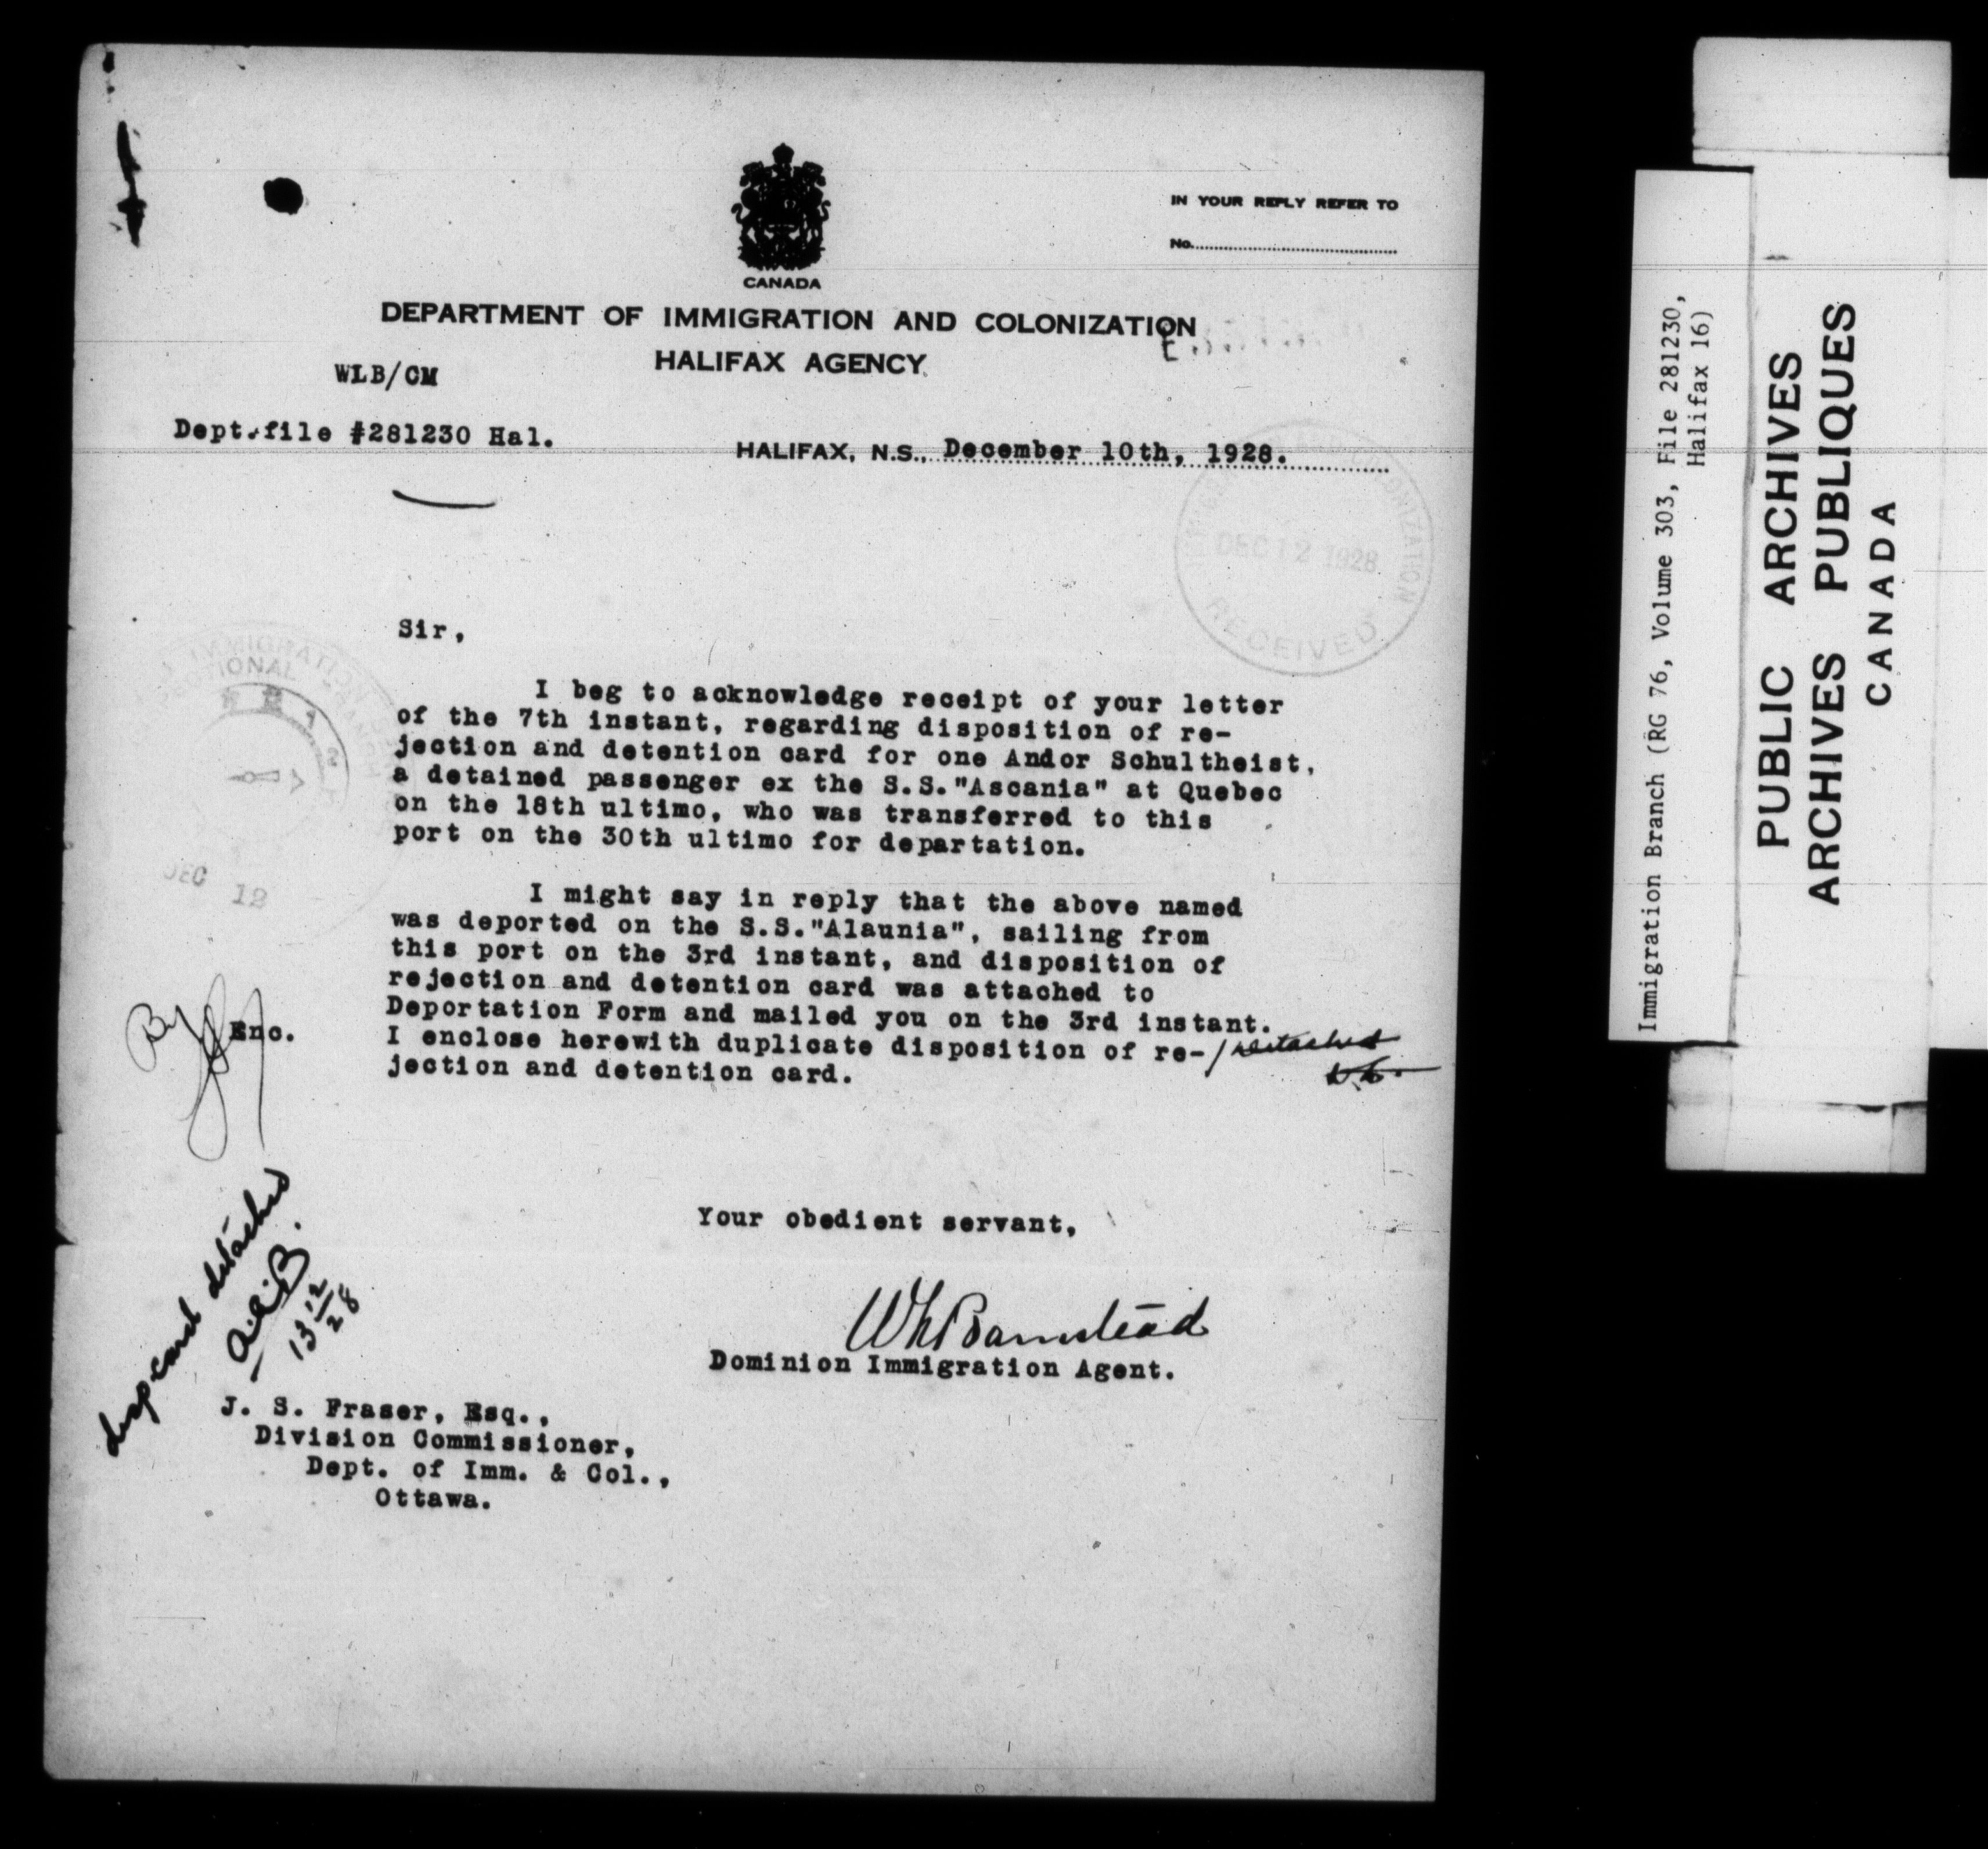 IN YOUR REPLY REFER TO
No.
CANADA
DEPARTMENT OF IMMIGRATION AND COLONIZATION
HALIFAX AGENCY
WLB/CM
Dept.file #281230 Hal.
HALIFAX, N.S., December 10th, 1928.
COLONIZATION
DEC 12 1928
RECEIVED
Sir,
IMMIGRATION
I beg to acknowledge receipt of your letter
of the 7th instant, regarding disposition of re-
jection and detention card for one Andor Schultheist,
a detained passenger ex the S.S."Ascania" at Quebec
on the 18th ultimo, who was transferred to this
port on the 30th ultimo for departation.
DEC 12
I might say in reply that the above named
was deported on the S.S."Alaunia", sailing from
this port on the 3rd instant, and disposition of
rejection and detention card was attached to
Deportation Form and mailed you on the 3rd instant.
Enc. I enclose herewith duplicate disposition of re- / detached
jection and detention card.
Your obedient servant,
WLBarnstead
Dominion Immigration Agent.
disp card detached
13 12/28
J. S. Fraser, Esq.,
Division Commissioner,
Dept. of Imm. & Col.,
Ottawa.
Immigration Branch (RG 76, Volume 303, File 281230,
Halifax 16)
PUBLIC ARCHIVES
ARCHIVES PUBLIQUES
CANADA